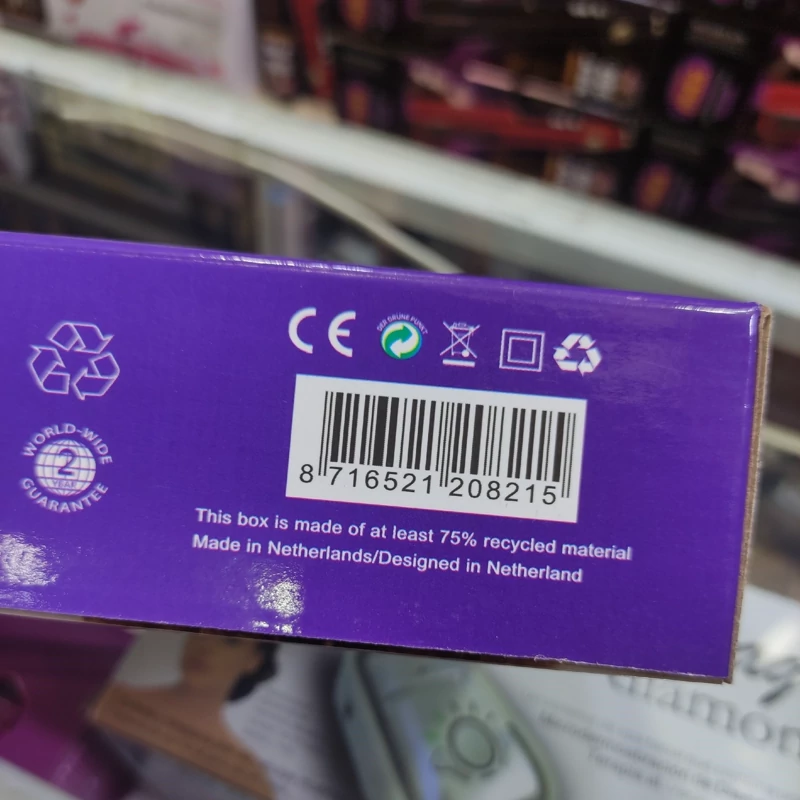 CE
DER GRÜNE PUNKT
WORLD-WIDE
2
YEAR
GUARANTEE
8 716521 208215
This box is made of at least 75% recycled material
Made in Netherlands/Designed in Netherland